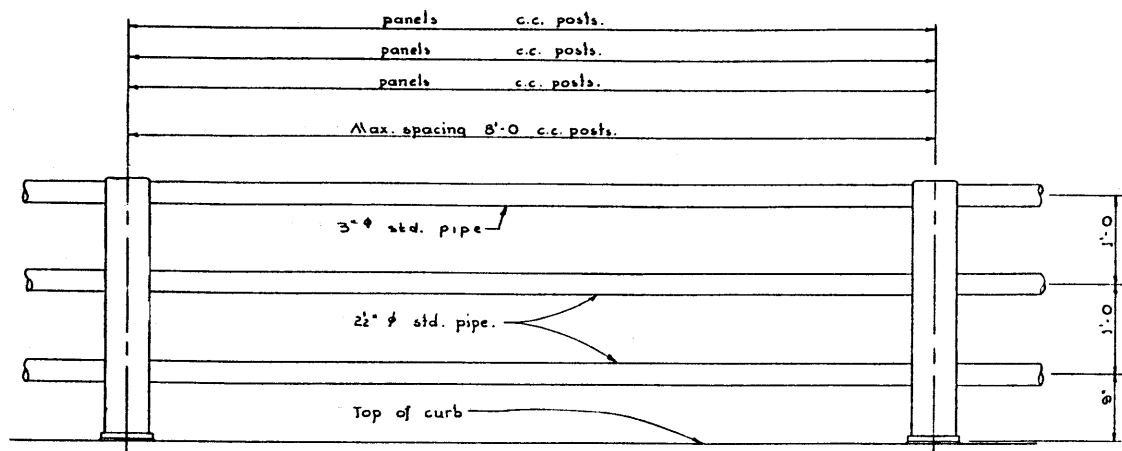 panels c.c. posts.
panels c.c. posts.
panels c.c. posts.
Max. spacing 8'-0 c.c. posts.
3" ϕ std. pipe
1'-0
2½" ϕ std. pipe.
1'-0
Top of curb
8"